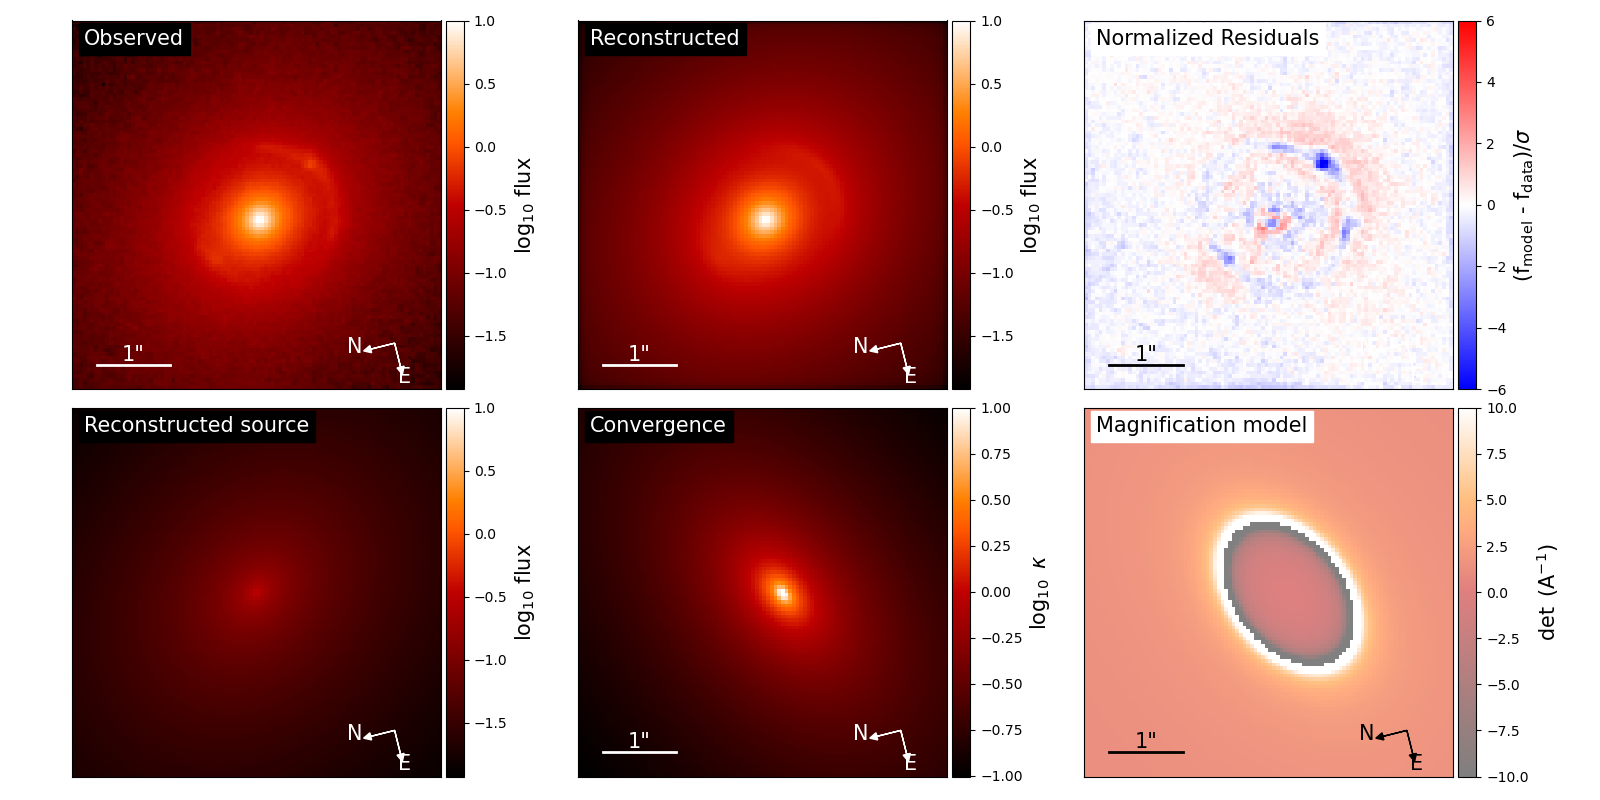 Observed
1"
N
E
1.0
0.5
0.0
−0.5
−1.0
−1.5
log10 flux
Reconstructed
1"
N
E
1.0
0.5
0.0
−0.5
−1.0
−1.5
log10 flux
Normalized Residuals
1"
6
4
2
0
−2
−4
−6
(fmodel - fdata)/σ
Reconstructed source
N
E
1.0
0.5
0.0
−0.5
−1.0
−1.5
log10 flux
Convergence
1"
N
E
1.00
0.75
0.50
0.25
0.00
−0.25
−0.50
−0.75
−1.00
log10 κ
Magnification model
1"
N
E
10.0
7.5
5.0
2.5
0.0
−2.5
−5.0
−7.5
−10.0
det (A−1)